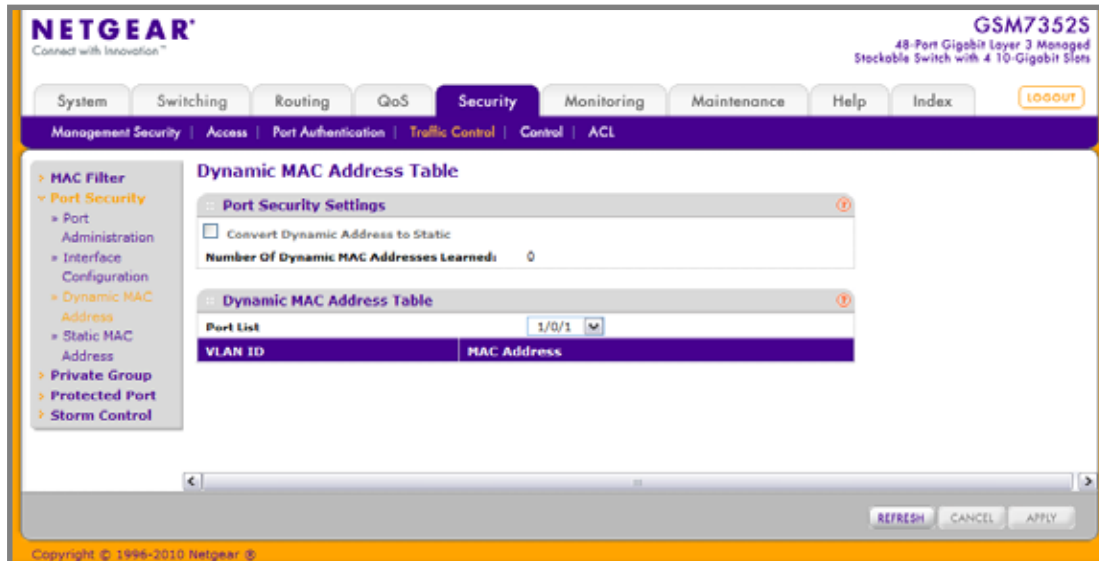 NETGEAR®
Connect with Innovation™
GSM7352S
48-Port Gigabit Layer 3 Managed
Stackable Switch with 4 10-Gigabit Slots
System Switching Routing QoS Security Monitoring Maintenance Help Index LOGOUT
Management Security | Access | Port Authentication | Traffic Control | Control | ACL
MAC Filter
Port Security
» Port
Administration
» Interface
Configuration
» Dynamic MAC
Address
» Static MAC
Address
Private Group
Protected Port
Storm Control
Dynamic MAC Address Table
Port Security Settings ?
Convert Dynamic Address to Static
Number Of Dynamic MAC Addresses Learned: 0
Dynamic MAC Address Table ?
Port List 1/0/1
VLAN ID MAC Address
REFRESH CANCEL APPLY
Copyright © 1996-2010 Netgear ®